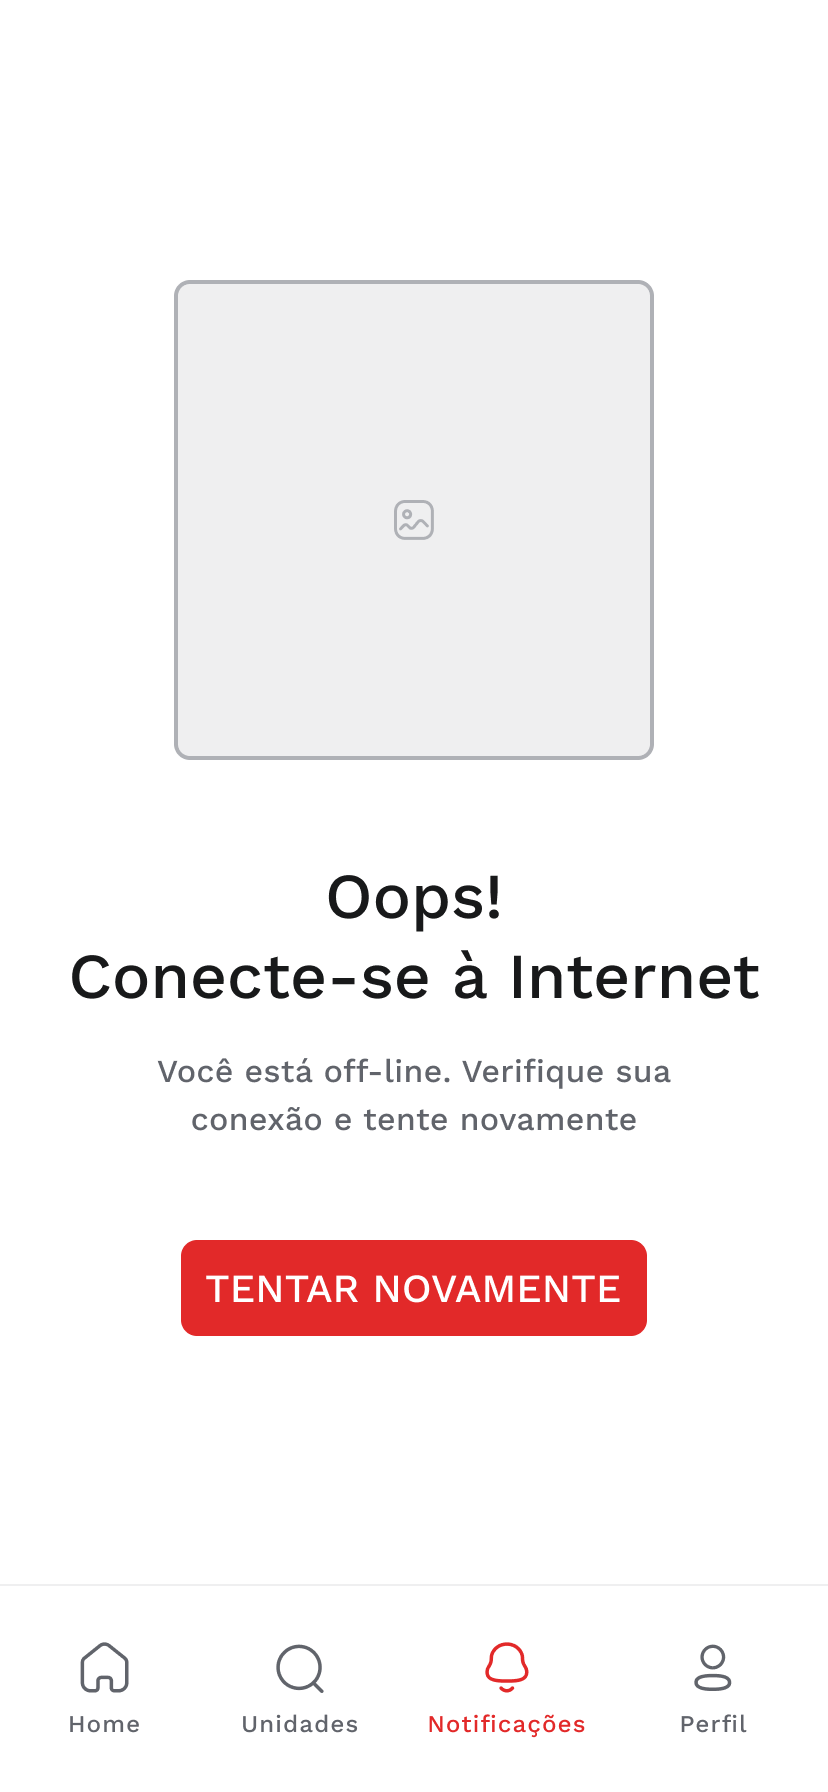 Oops!
Conecte-se à Internet
Você está off-line. Verifique sua
conexão e tente novamente
TENTAR NOVAMENTE
Home
Unidades
Notificações
Perfil